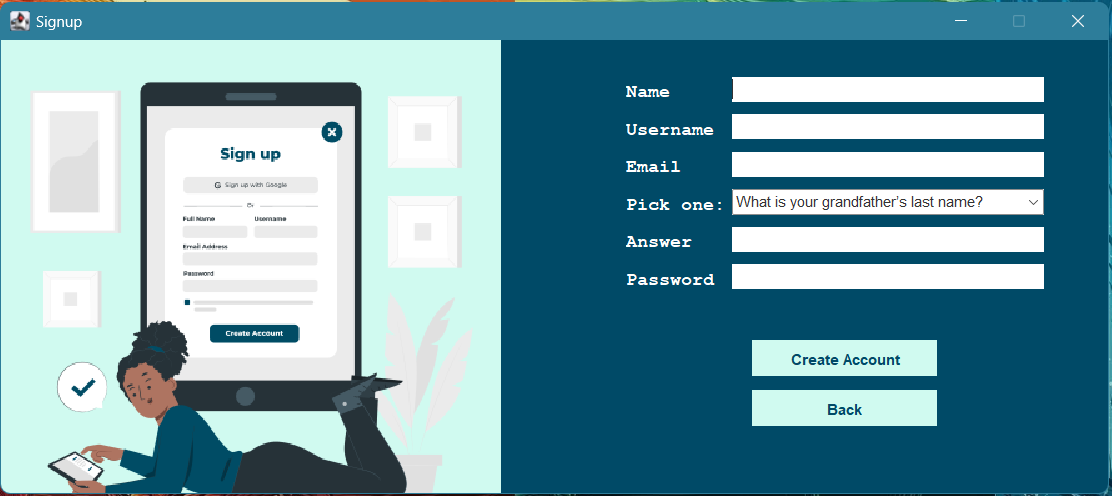 Signup
Sign up
G Sign up with Google
Or
Full Name Username
Email Address
Password
Create Account
Name
Username
Email
Pick one: What is your grandfather's last name?
Answer
Password
Create Account
Back